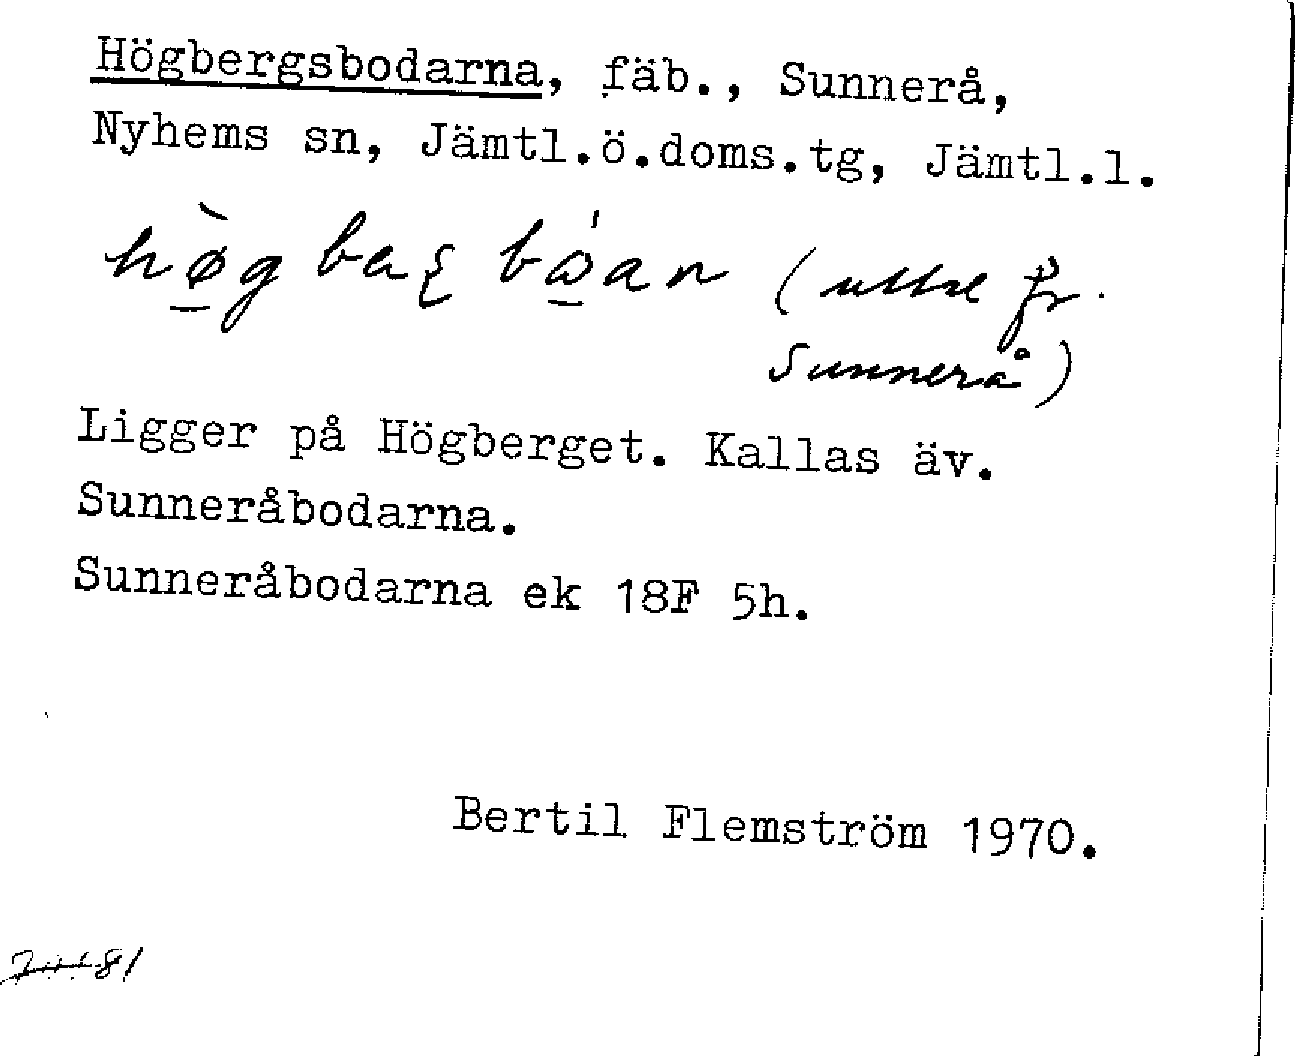 Högbergsbodarna, fäb., Sunnerå,
Nyhems sn, Jämtl.ö.doms.tg, Jämtl.l.
(uttal fr.
Sunnerå)
Ligger på Högberget. Kallas äv.
Sunneråbodarna.
Sunneråbodarna ek 18F 5h.
Bertil Flemström 1970.